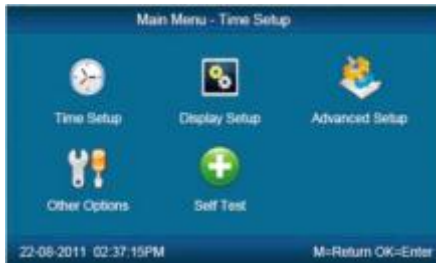 Main Menu - Time Setup
Time Setup Display Setup Advanced Setup
Other Options Self Test
22-08-2011 02:37:15PM M=Return OK=Enter